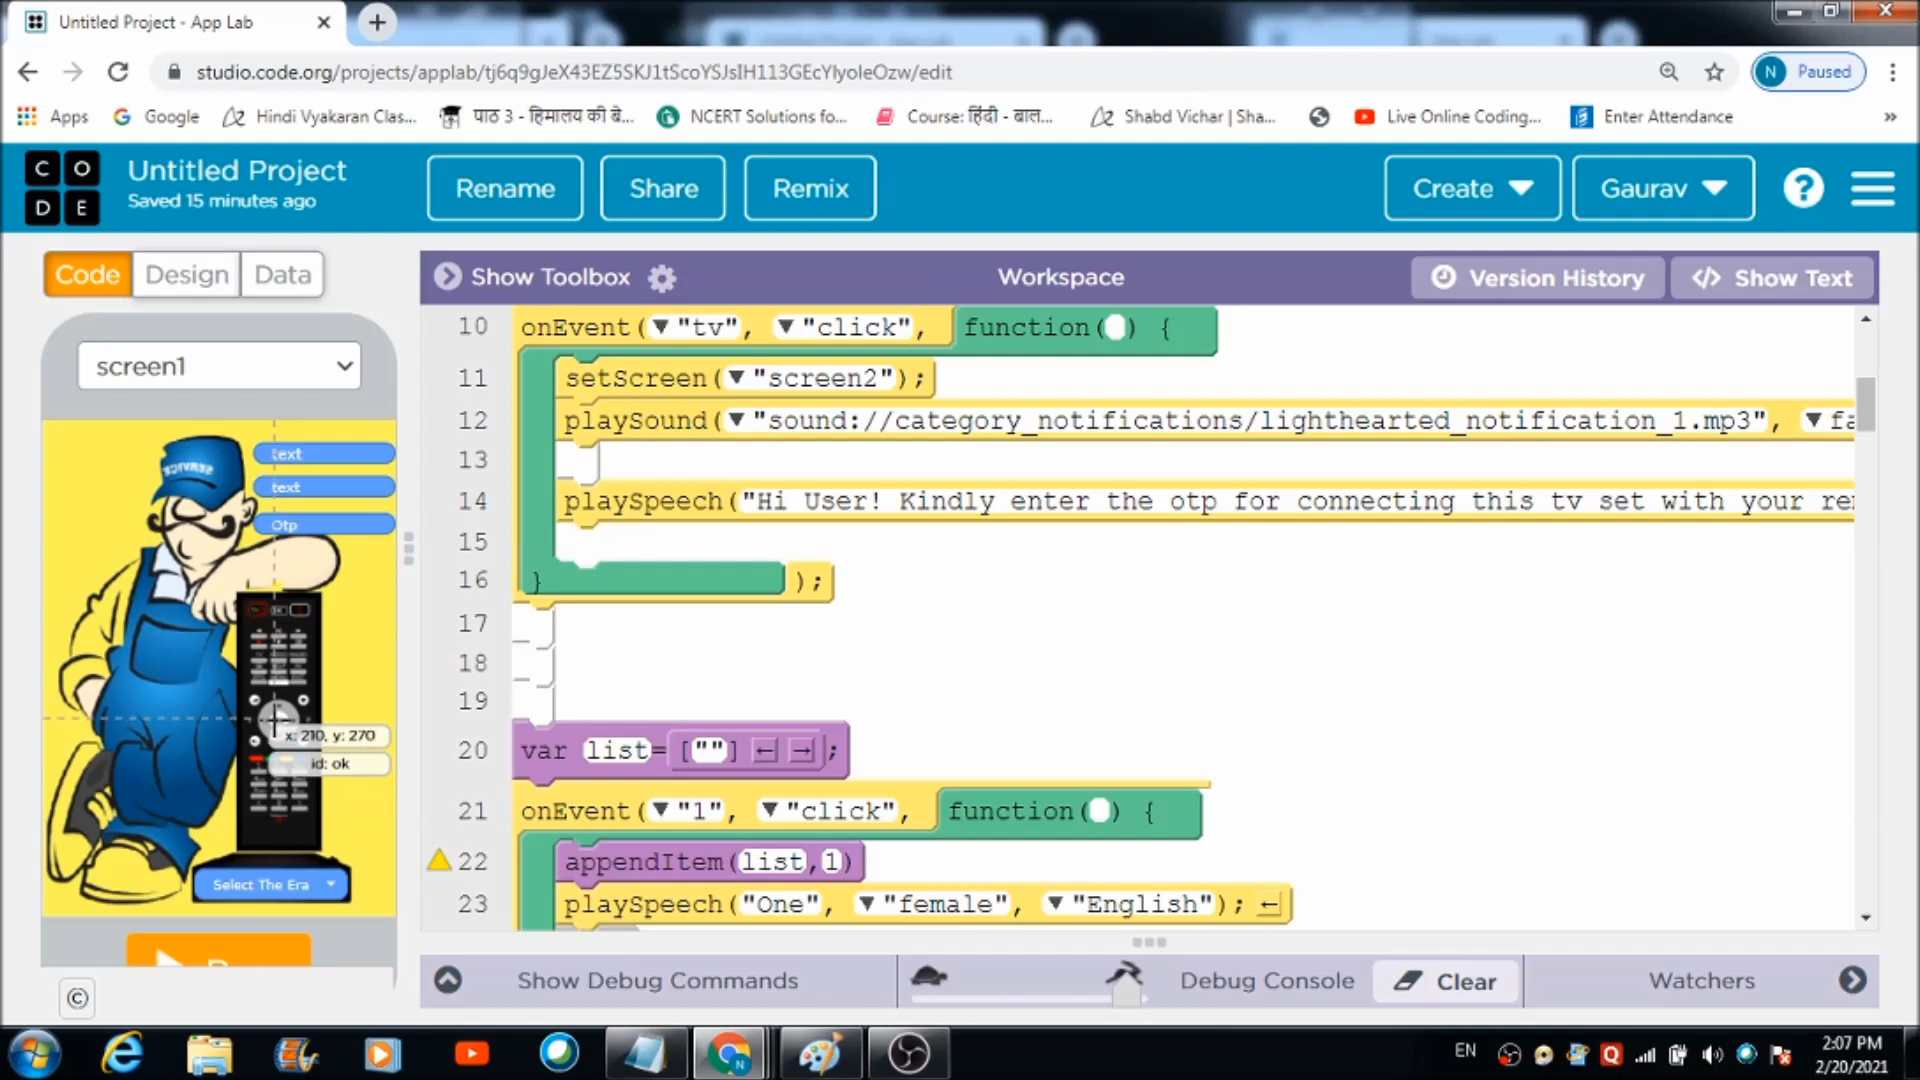 Untitled Project - App Lab
studio.code.org/projects/applab/tj6q9gJeX43EZ5SKJ1tScoYSJsIH113GEcYlyoleOzw/edit
N Paused
Apps Google Hindi Vyakaran Clas... पाठ 3 - हिमालय की बे... NCERT Solutions fo... Course: हिंदी - बाल... Shabd Vichar | Sha... Live Online Coding... Enter Attendance »
C O D E
Untitled Project
Saved 15 minutes ago
Rename Share Remix Create Gaurav ?
Code Design Data
Show Toolbox Workspace Version History </> Show Text
screen1
SERVICE
text
text
Otp
x: 210, y: 270
id: ok
Select The Era
10 onEvent( "tv", "click", function( ) {
11 setScreen( "screen2");
12 playSound( "sound://category_notifications/lighthearted_notification_1.mp3", fa
13
14 playSpeech("Hi User! Kindly enter the otp for connecting this tv set with your re
15
16 } );
17
18
19
20 var list= [""] ← → ;
21 onEvent( "1", "click", function( ) {
22 appendItem(list,1)
23 playSpeech("One", "female", "English"); ←
©
Show Debug Commands Debug Console Clear Watchers
N
EN
2:07 PM
2/20/2021